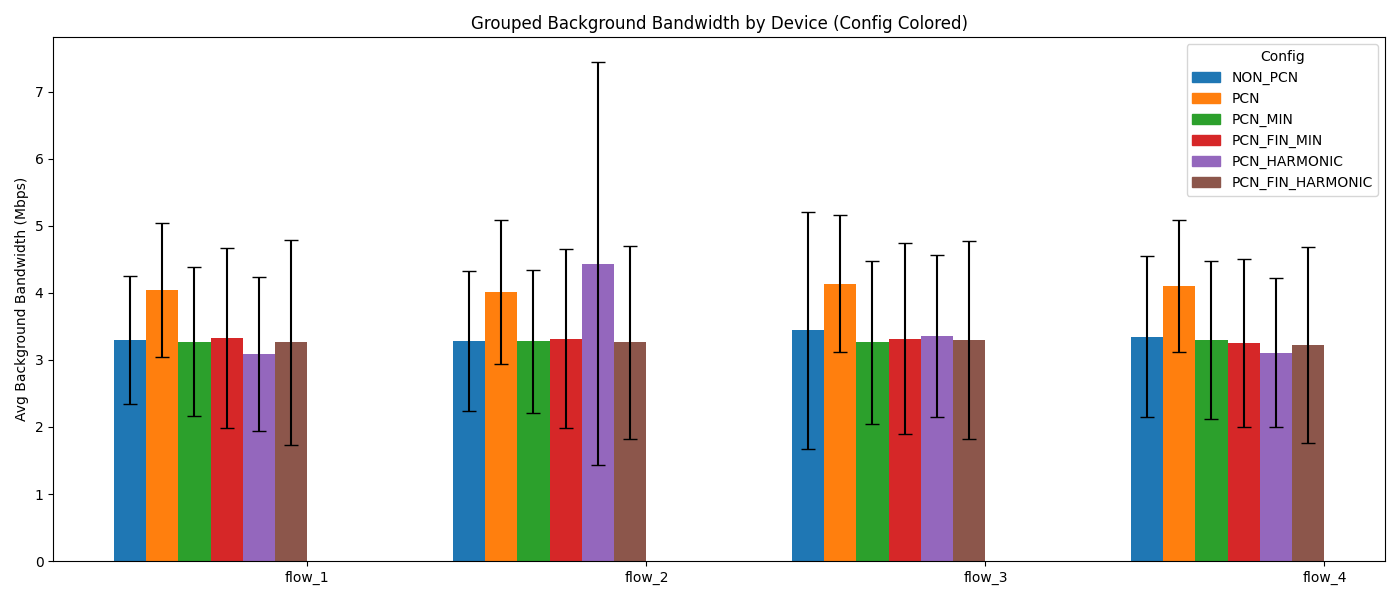 Grouped Background Bandwidth by Device (Config Colored)
Avg Background Bandwidth (Mbps)
7
6
5
4
3
2
1
0
flow_1
flow_2
flow_3
flow_4
Config
NON_PCN
PCN
PCN_MIN
PCN_FIN_MIN
PCN_HARMONIC
PCN_FIN_HARMONIC